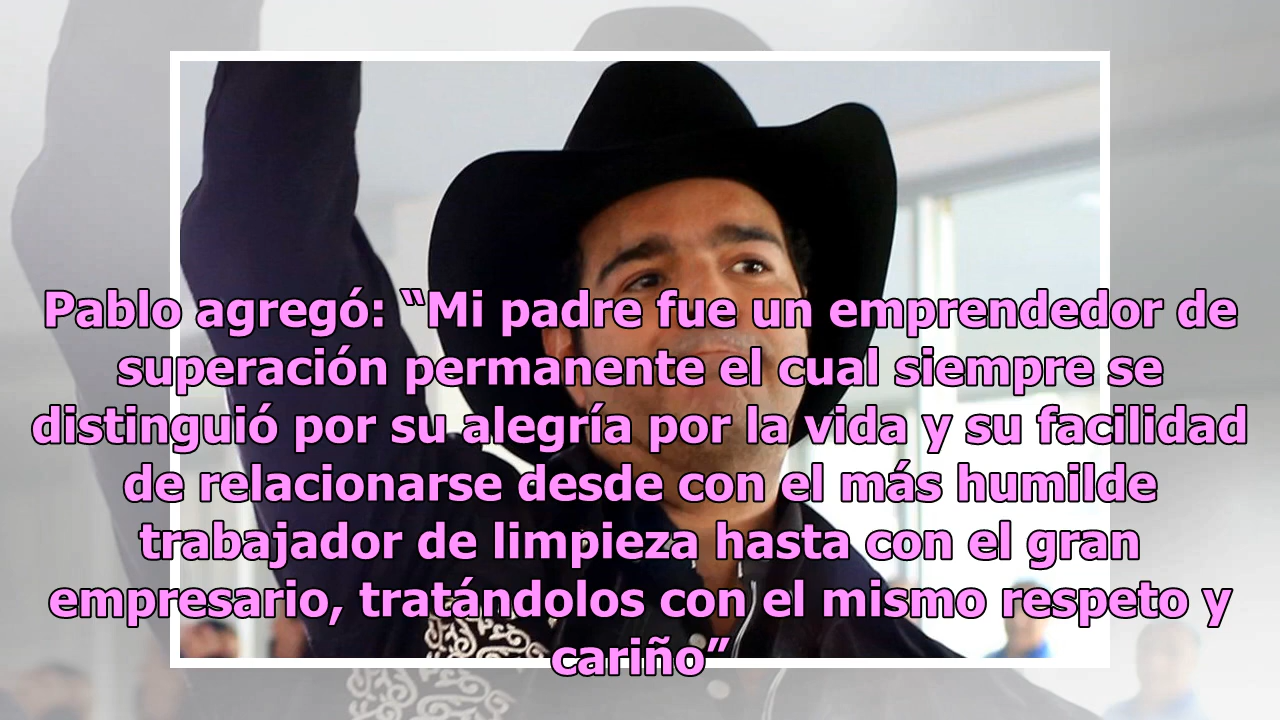 Pablo agregó: “Mi padre fue un emprendedor de
superación permanente el cual siempre se
distinguió por su alegría por la vida y su facilidad
de relacionarse desde con el más humilde
trabajador de limpieza hasta con el gran
empresario, tratándolos con el mismo respeto y
cariño”